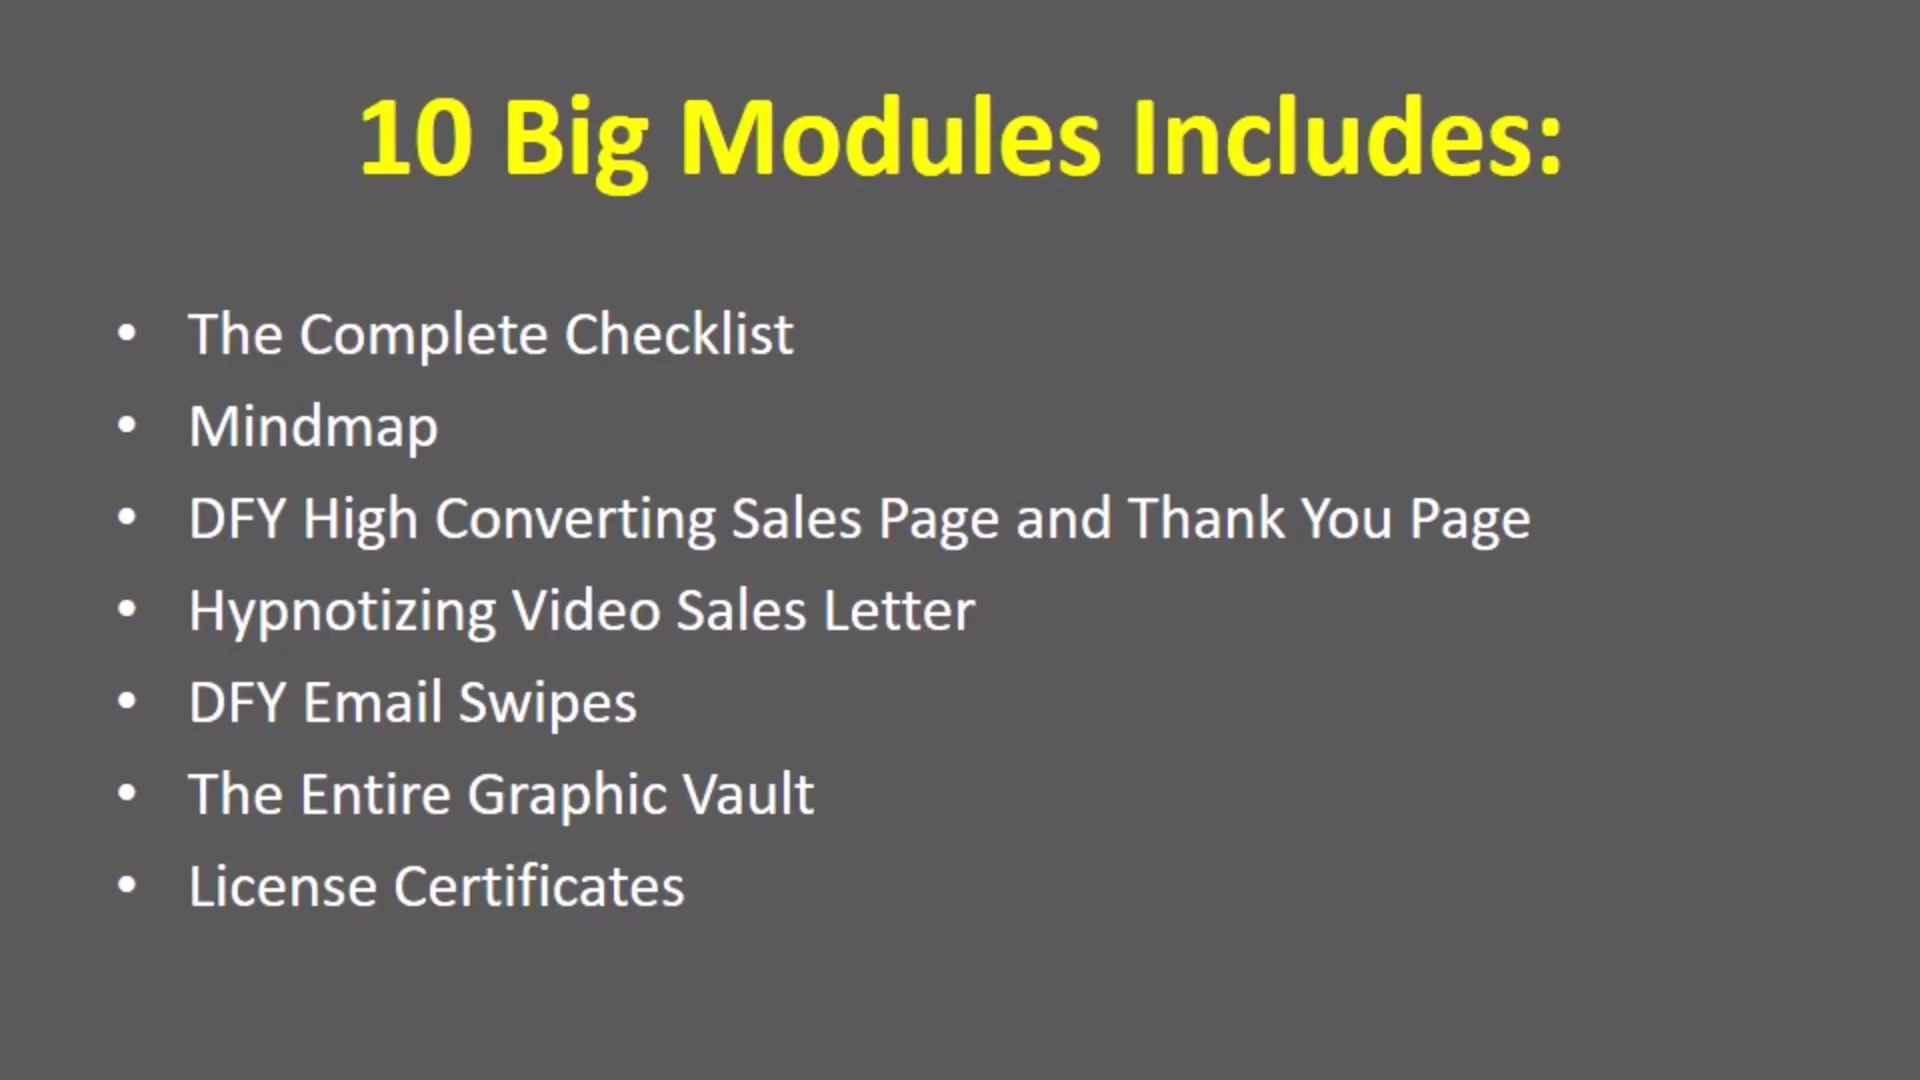 10 Big Modules Includes:
• The Complete Checklist
• Mindmap
• DFY High Converting Sales Page and Thank You Page
• Hypnotizing Video Sales Letter
• DFY Email Swipes
• The Entire Graphic Vault
• License Certificates